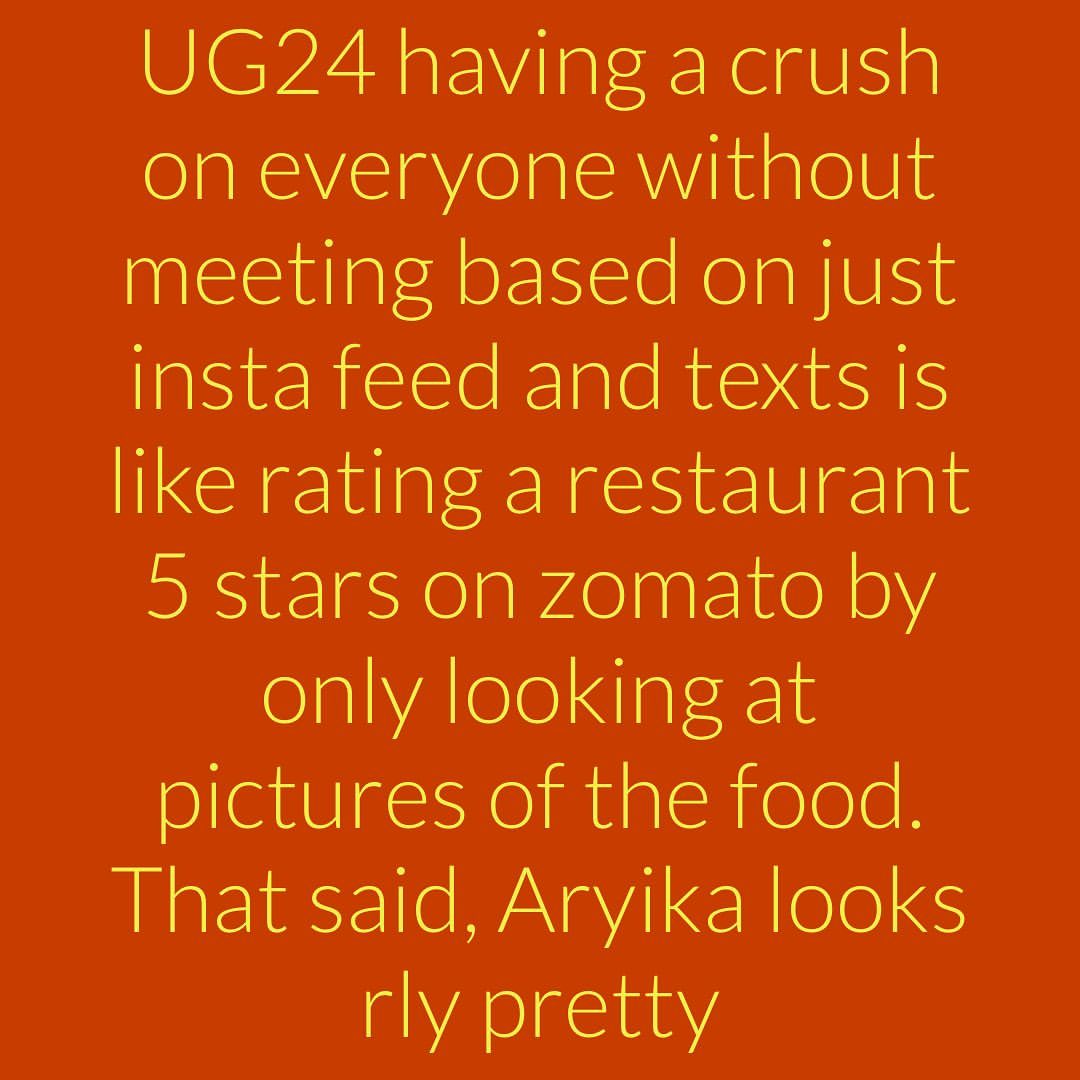 UG24 having a crush
on everyone without
meeting based on just
insta feed and texts is
like rating a restaurant
5 stars on zomato by
only looking at
pictures of the food.
That said, Aryika looks
rly pretty